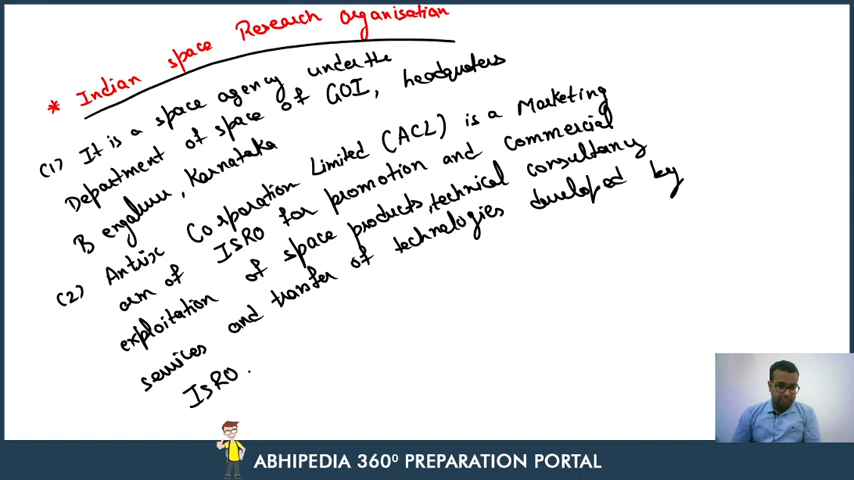 * Indian space Research Organisation
(1) It is a space agency under the
Department of space of GOI, headquaters
Bengaluru, Karnataka
(2) Antrix Corporation Limited (ACL) is a Marketing
arm of ISRO for promotion and commercial
exploitation of space products, technical consultancy
services and transfer of technologies developed by
ISRO.
ABHIPEDIA 360º PREPARATION PORTAL